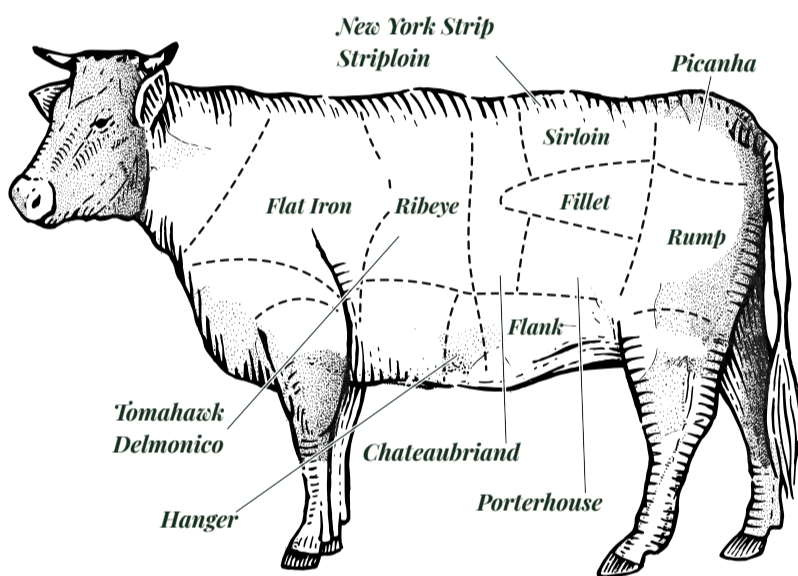 New York Strip
Striploin
Picanha
Sirloin
Flat Iron
Ribeye
Fillet
Rump
Flank
Tomahawk
Delmonico
Chateaubriand
Porterhouse
Hanger